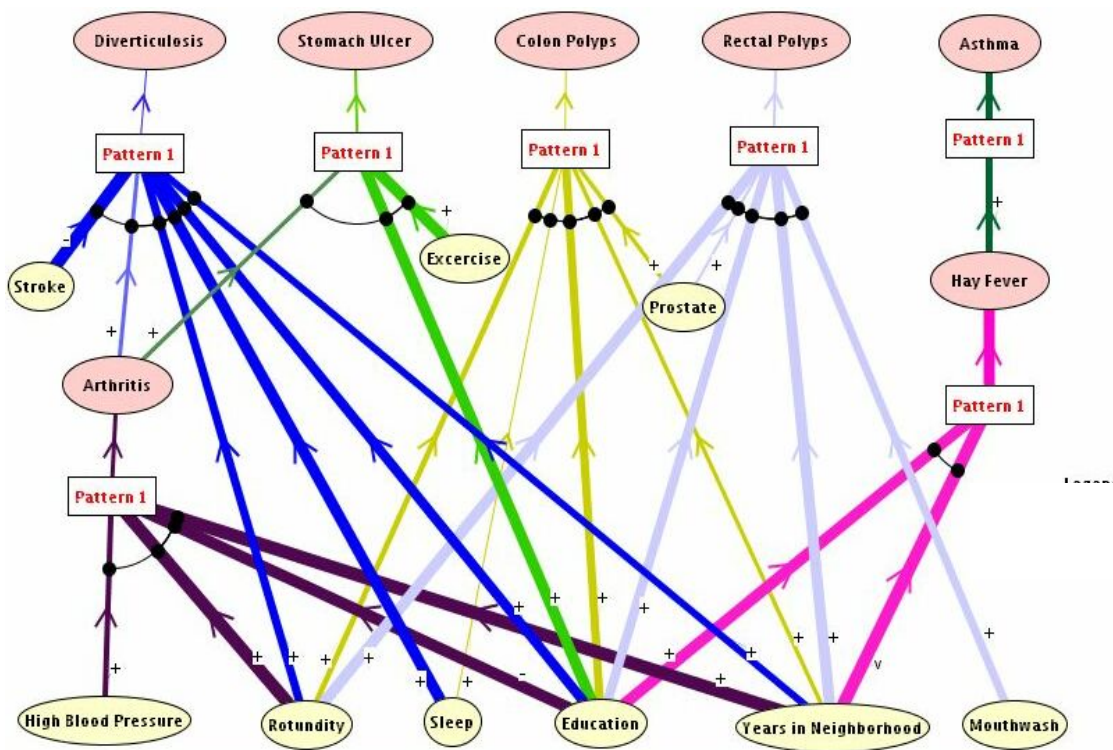 Diverticulosis
Stomach Ulcer
Colon Polyps
Rectal Polyps
Asthma
Pattern 1
Pattern 1
Pattern 1
Pattern 1
Pattern 1
+
+
-
Stroke
Excercise
+
+
Prostate
Hay Fever
+
+
Arthritis
Pattern 1
Pattern 1
+
+
+
+
+
+
+
+
+
+
+
+
+
+
-
+
+
v
+
High Blood Pressure
Rotundity
Sleep
Education
Years in Neighborhood
Mouthwash